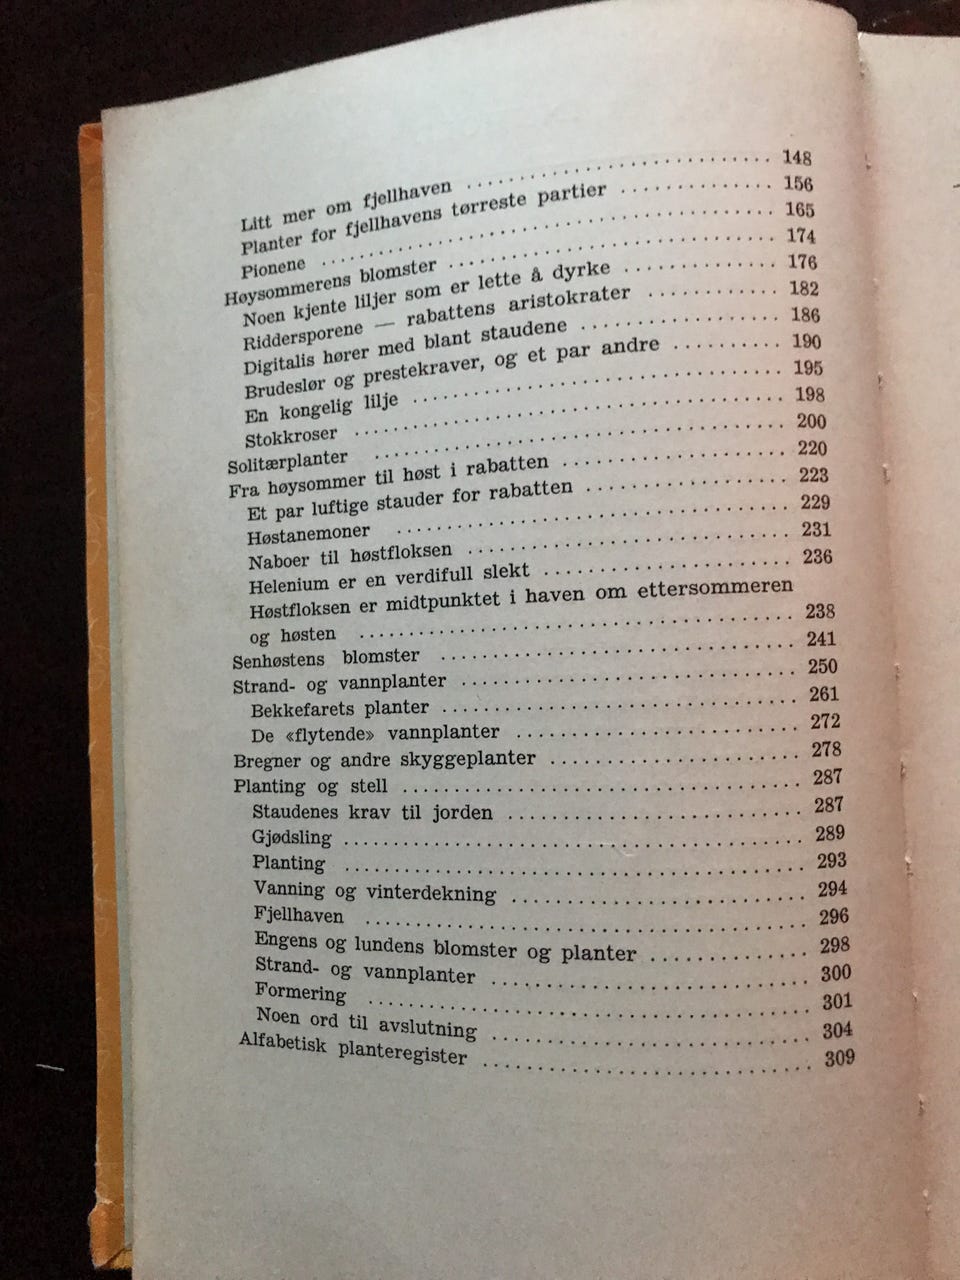 Litt mer om fjellhaven ........................ 148
Planter for fjellhavens tørreste partier ............ 156
Pionene .................................. 165
Høysommerens blomster ........................ 174
Noen kjente liljer som er lette å dyrke ............ 176
Riddersporene — rabattens aristokrater .......... 182
Digitalis hører med blant staudene ............... 186
Brudeslør og prestekraver, og et par andre .......... 190
En kongelig lilje ............................ 195
Stokkroser ................................ 198
Solitærplanter .............................. 200
Fra høysommer til høst i rabatten ................. 220
Et par luftige stauder for rabatten ............... 223
Høstanemoner .............................. 229
Naboer til høstfloksen ........................ 231
Helenium er en verdifull slekt ................... 236
Høstfloksen er midtpunktet i haven om ettersommeren
og høsten ................................ 238
Senhøstens blomster .......................... 241
Strand- og vannplanter ........................ 250
Bekkefarets planter .......................... 261
De «flytende» vannplanter ..................... 272
Bregner og andre skyggeplanter ................... 278
Planting og stell .............................. 287
Staudenes krav til jorden ...................... 287
Gjødsling .................................. 289
Planting .................................. 293
Vanning og vinterdekning ...................... 294
Fjellhaven ................................ 296
Engens og lundens blomster og planter ............ 298
Strand- og vannplanter ........................ 300
Formering ................................ 301
Noen ord til avslutning ........................ 304
Alfabetisk planteregister ........................ 309